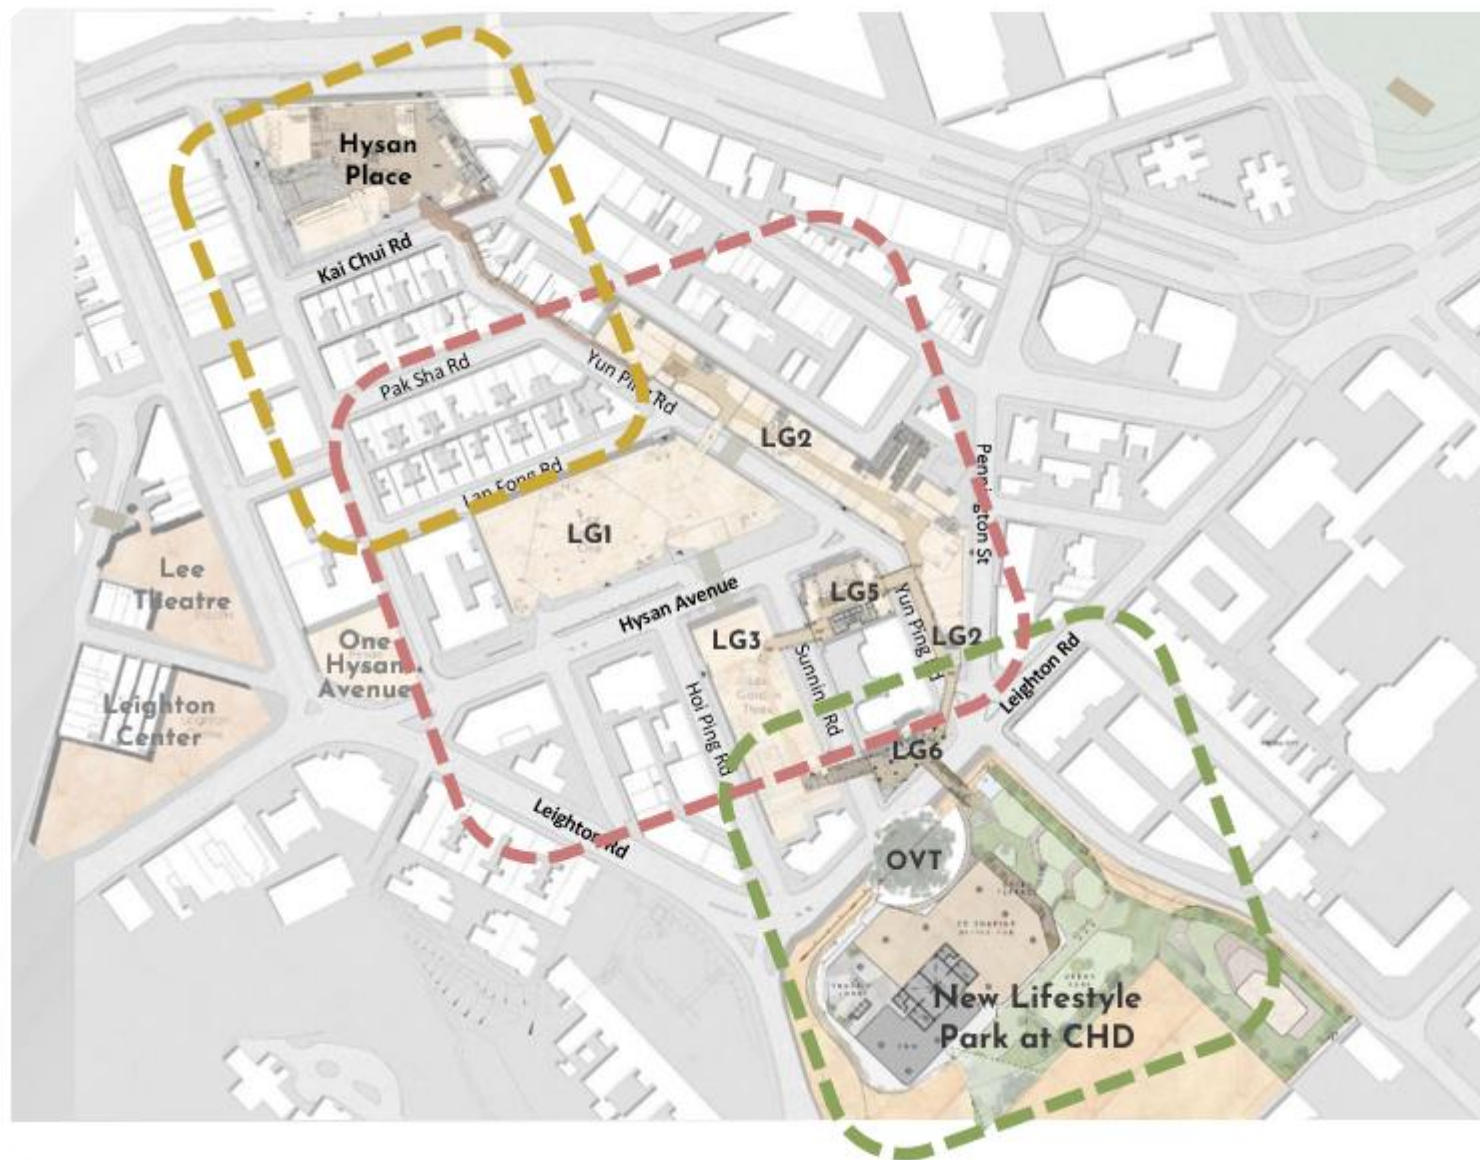 Hysan
Place
Kai Chui Rd
Pak Sha Rd
Yun Ping Rd
LG2
Lan Fong Rd
LG1
Pennington St
Lee
Theatre
Hysan Avenue
LG5
LG3
Yun Ping Rd
LG2
One
Hysan
Avenue
Sunning Rd
Leighton Rd
Leighton
Center
Hoi Ping Rd
LG6
Leighton Rd
OVT
New Lifestyle
Park at CHD